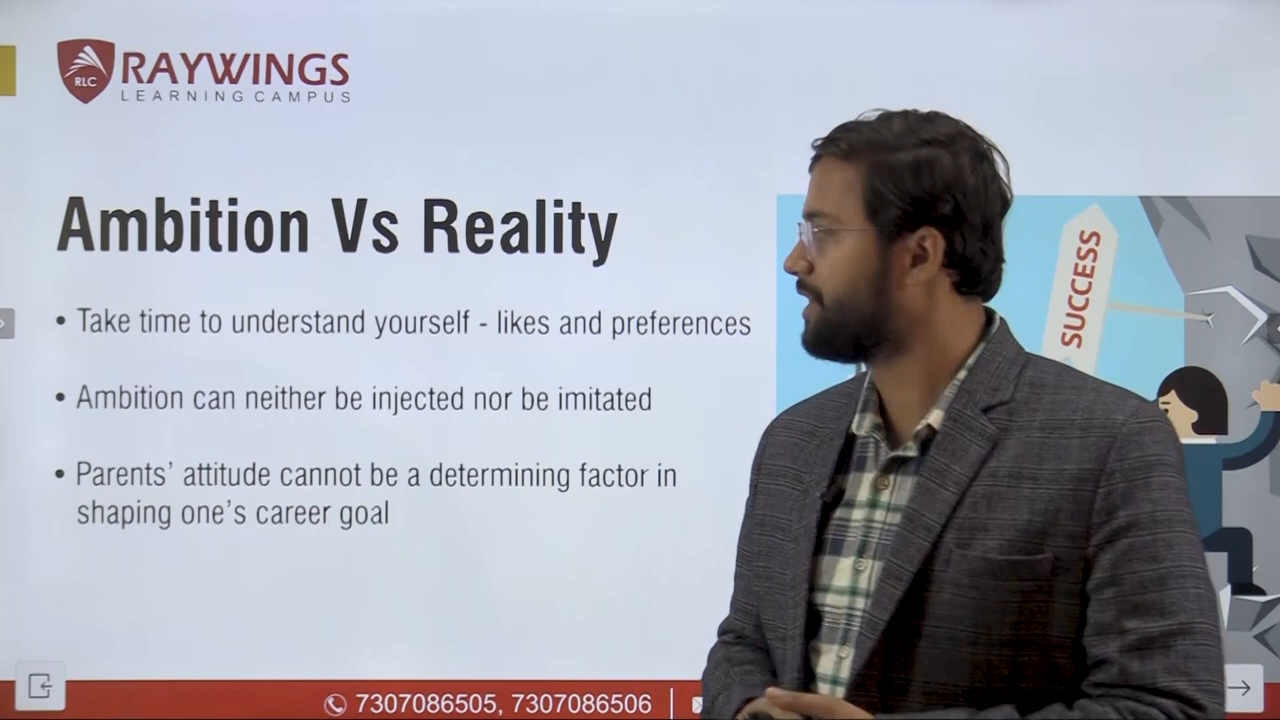 RLC
RAYWINGS
LEARNING CAMPUS
Ambition Vs Reality
• Take time to understand yourself - likes and preferences
• Ambition can neither be injected nor be imitated
• Parents’ attitude cannot be a determining factor in
shaping one’s career goal
SUCCESS
7307086505, 7307086506